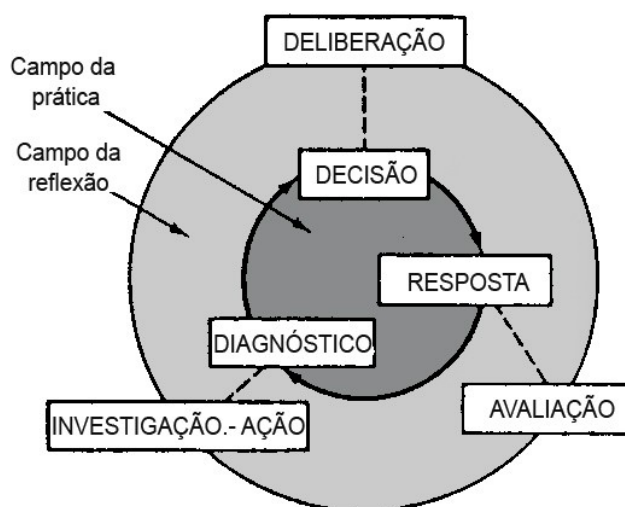 DELIBERAÇÃO
Campo da
prática
Campo da
reflexão
DECISÃO
RESPOSTA
DIAGNÓSTICO
INVESTIGAÇÃO.- AÇÃO
AVALIAÇÃO